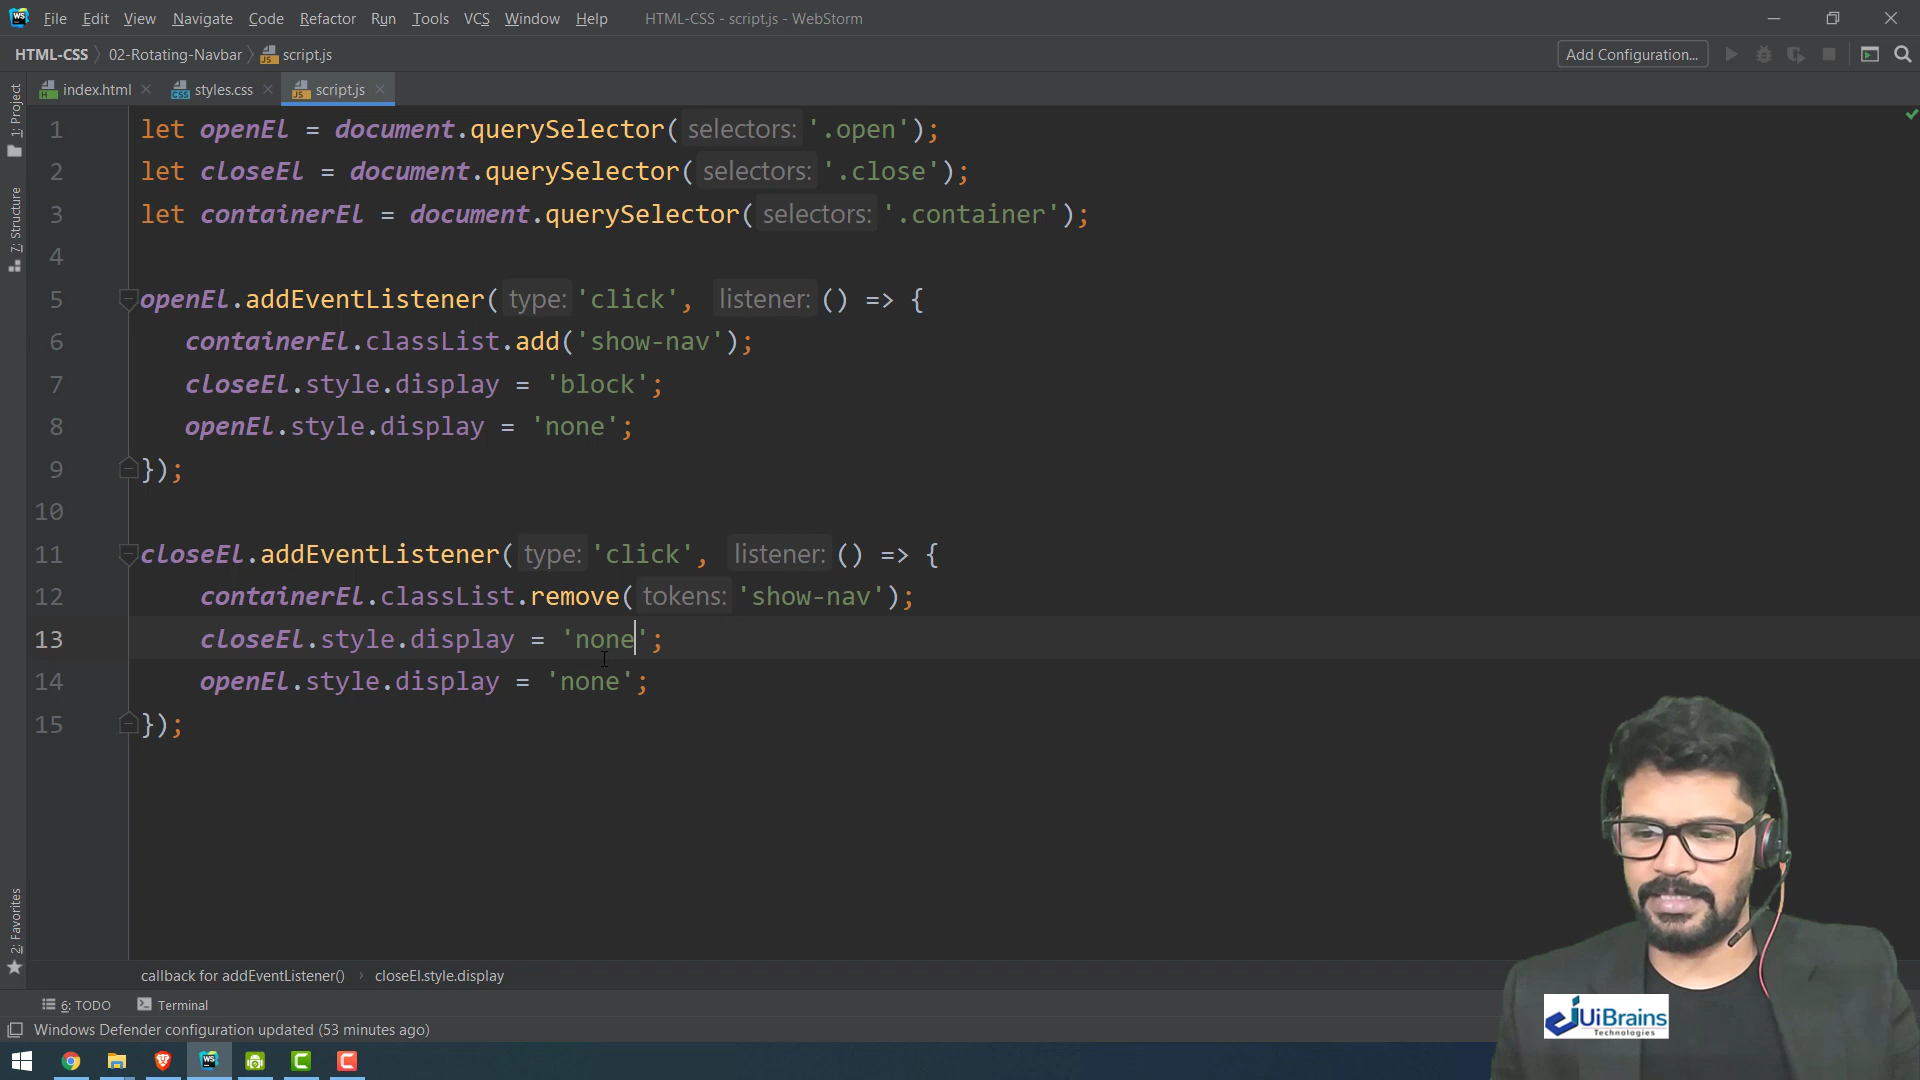 File Edit View Navigate Code Refactor Run Tools VCS Window Help HTML-CSS - script.js - WebStorm
HTML-CSS 02-Rotating-Navbar script.js Add Configuration...
index.html styles.css script.js
1: Project
7: Structure
2: Favorites
1 let openEl = document.querySelector( selectors: '.open');
2 let closeEl = document.querySelector( selectors: '.close');
3 let containerEl = document.querySelector( selectors: '.container');
4
5 openEl.addEventListener( type: 'click', listener: () => {
6 containerEl.classList.add('show-nav');
7 closeEl.style.display = 'block';
8 openEl.style.display = 'none';
9 });
10
11 closeEl.addEventListener( type: 'click', listener: () => {
12 containerEl.classList.remove( tokens: 'show-nav');
13 closeEl.style.display = 'none';
14 openEl.style.display = 'none';
15 });
callback for addEventListener() closeEl.style.display
6: TODO Terminal
Windows Defender configuration updated (53 minutes ago)
UiBrains
Technologies